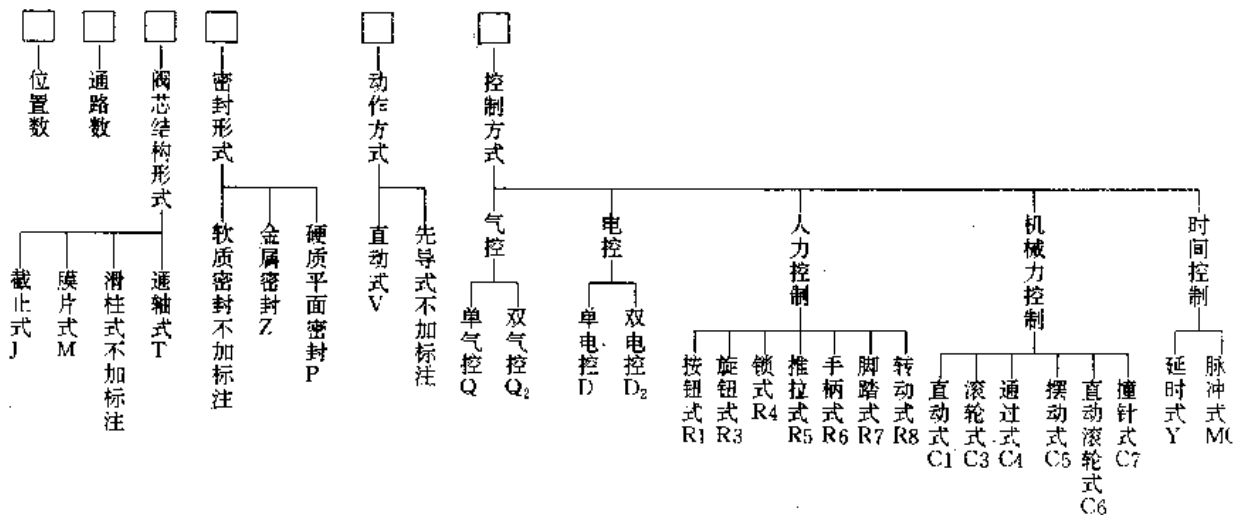 位置数
通路数
阀芯结构形式
密封形式
动作方式
控制方式
截止式J
膜片式M
滑柱式不加标注
通轴式T
软质密封不加标注
金属密封Z
硬质平面密封P
直动式V
先导式不加标注
气控
电控
人力控制
机械力控制
时间控制
单气控Q
双气控Q₂
单电控D
双电控D₂
按钮式R1
旋钮式R3
锁式R4
推拉式R5
手柄式R6
脚踏式R7
转动式R8
直动式C1
滚轮式C3
通过式C4
摆动式C5
直动滚轮式C6
撞针式C7
延时式Y
脉冲式MC